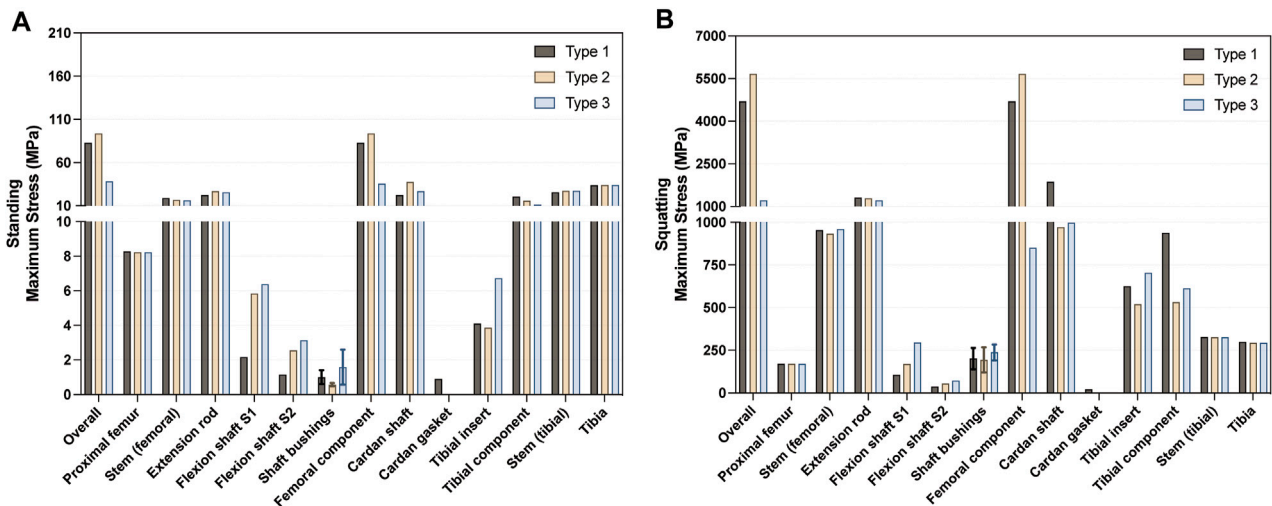 A
Standing
Maximum Stress (MPa)
210
160
110
60
10
10
8
6
4
2
0
Type 1
Type 2
Type 3
Overall
Proximal femur
Stem (femoral)
Extension rod
Flexion shaft S1
Flexion shaft S2
Shaft bushings
Femoral component
Cardan shaft
Cardan gasket
Tibial insert
Tibial component
Stem (tibial)
Tibia
B
Squatting
Maximum Stress (MPa)
7000
5500
4000
2500
1000
1000
750
500
250
0
Type 1
Type 2
Type 3
Overall
Proximal femur
Stem (femoral)
Extension rod
Flexion shaft S1
Flexion shaft S2
Shaft bushings
Femoral component
Cardan shaft
Cardan gasket
Tibial insert
Tibial component
Stem (tibial)
Tibia